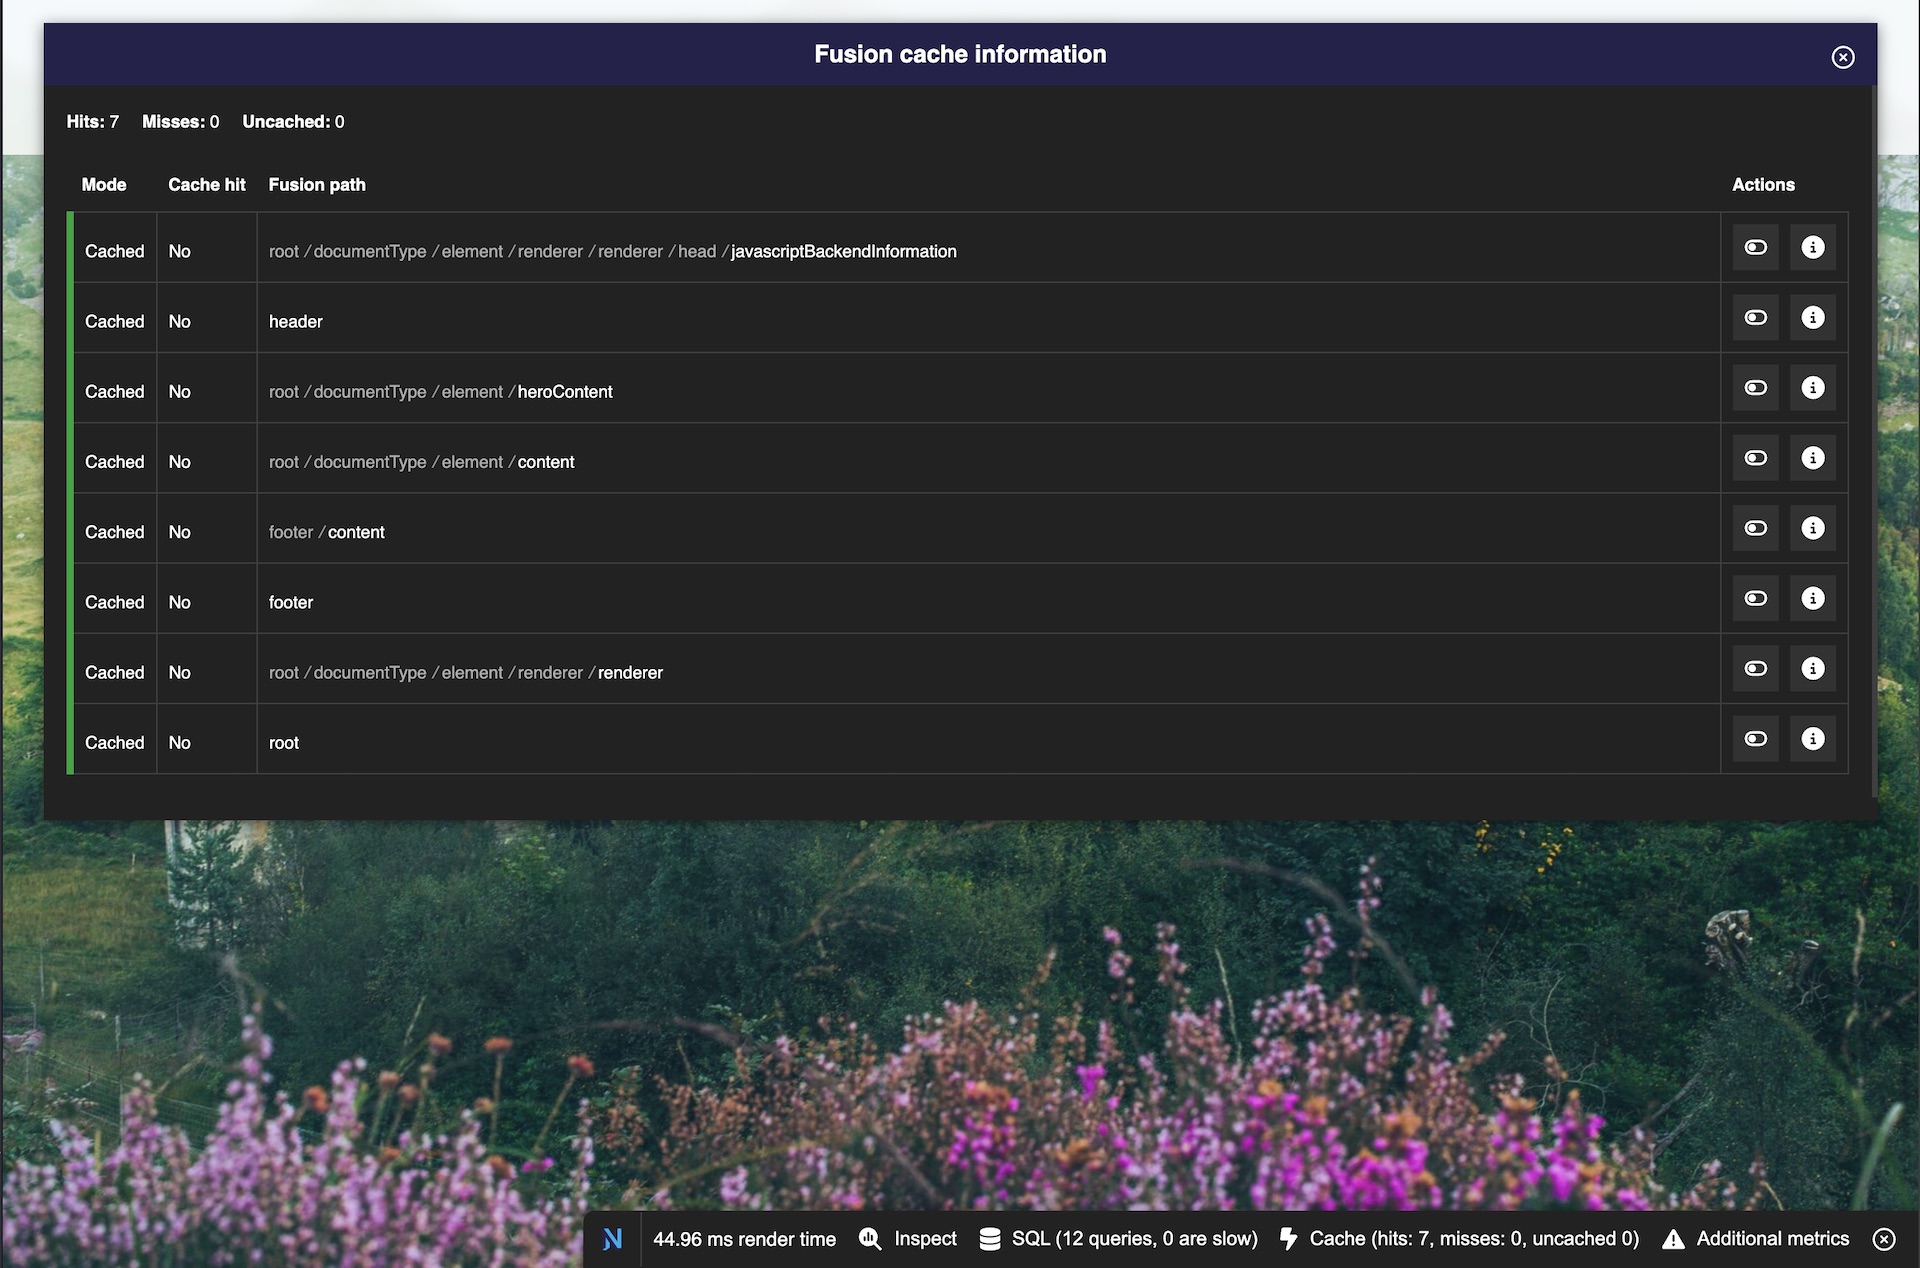 Fusion cache information
Hits: 7 Misses: 0 Uncached: 0
Mode Cache hit Fusion path Actions
Cached No root / documentType / element / renderer / renderer / head / javascriptBackendInformation
Cached No header
Cached No root / documentType / element / heroContent
Cached No root / documentType / element / content
Cached No footer / content
Cached No footer
Cached No root / documentType / element / renderer / renderer
Cached No root
44.96 ms render time Inspect SQL (12 queries, 0 are slow) Cache (hits: 7, misses: 0, uncached 0) Additional metrics